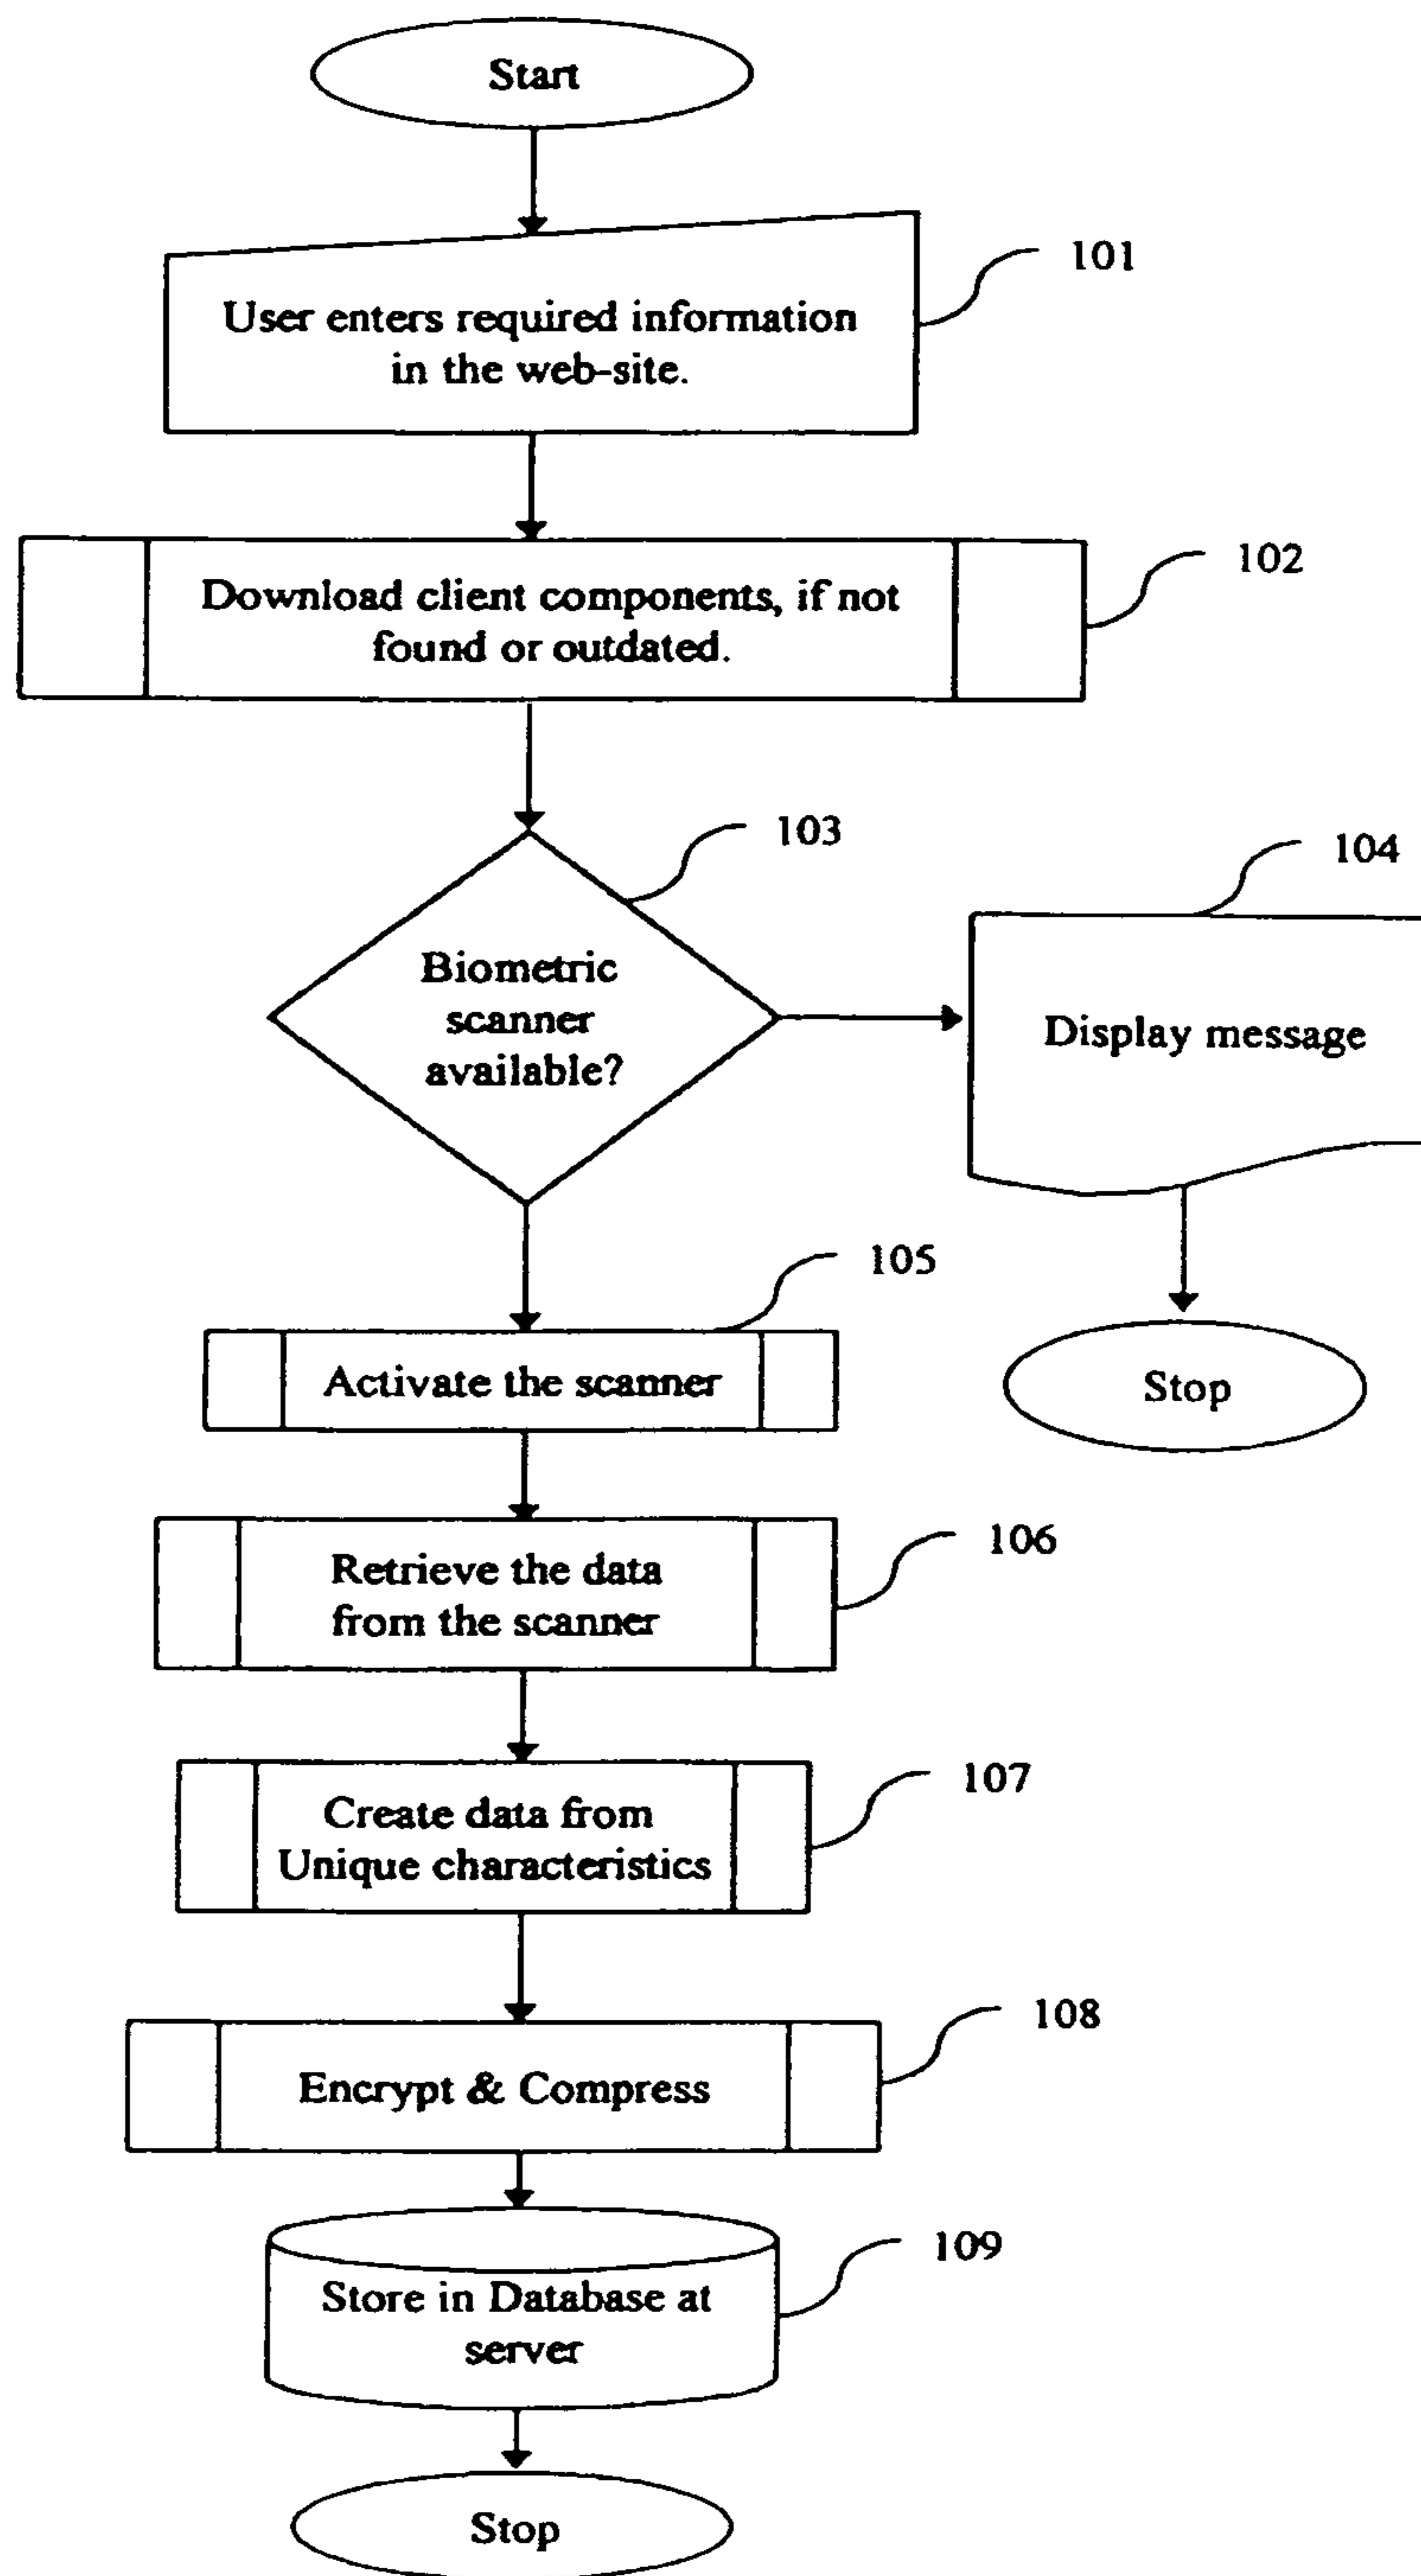 Start
101
User enters required information
in the web-site.
102
Download client components, if not
found or outdated.
103
104
Biometric
scanner
available?
Display message
105
Activate the scanner
Stop
106
Retrieve the data
from the scanner
107
Create data from
Unique characteristics
108
Encrypt & Compress
109
Store in Database at
server
Stop